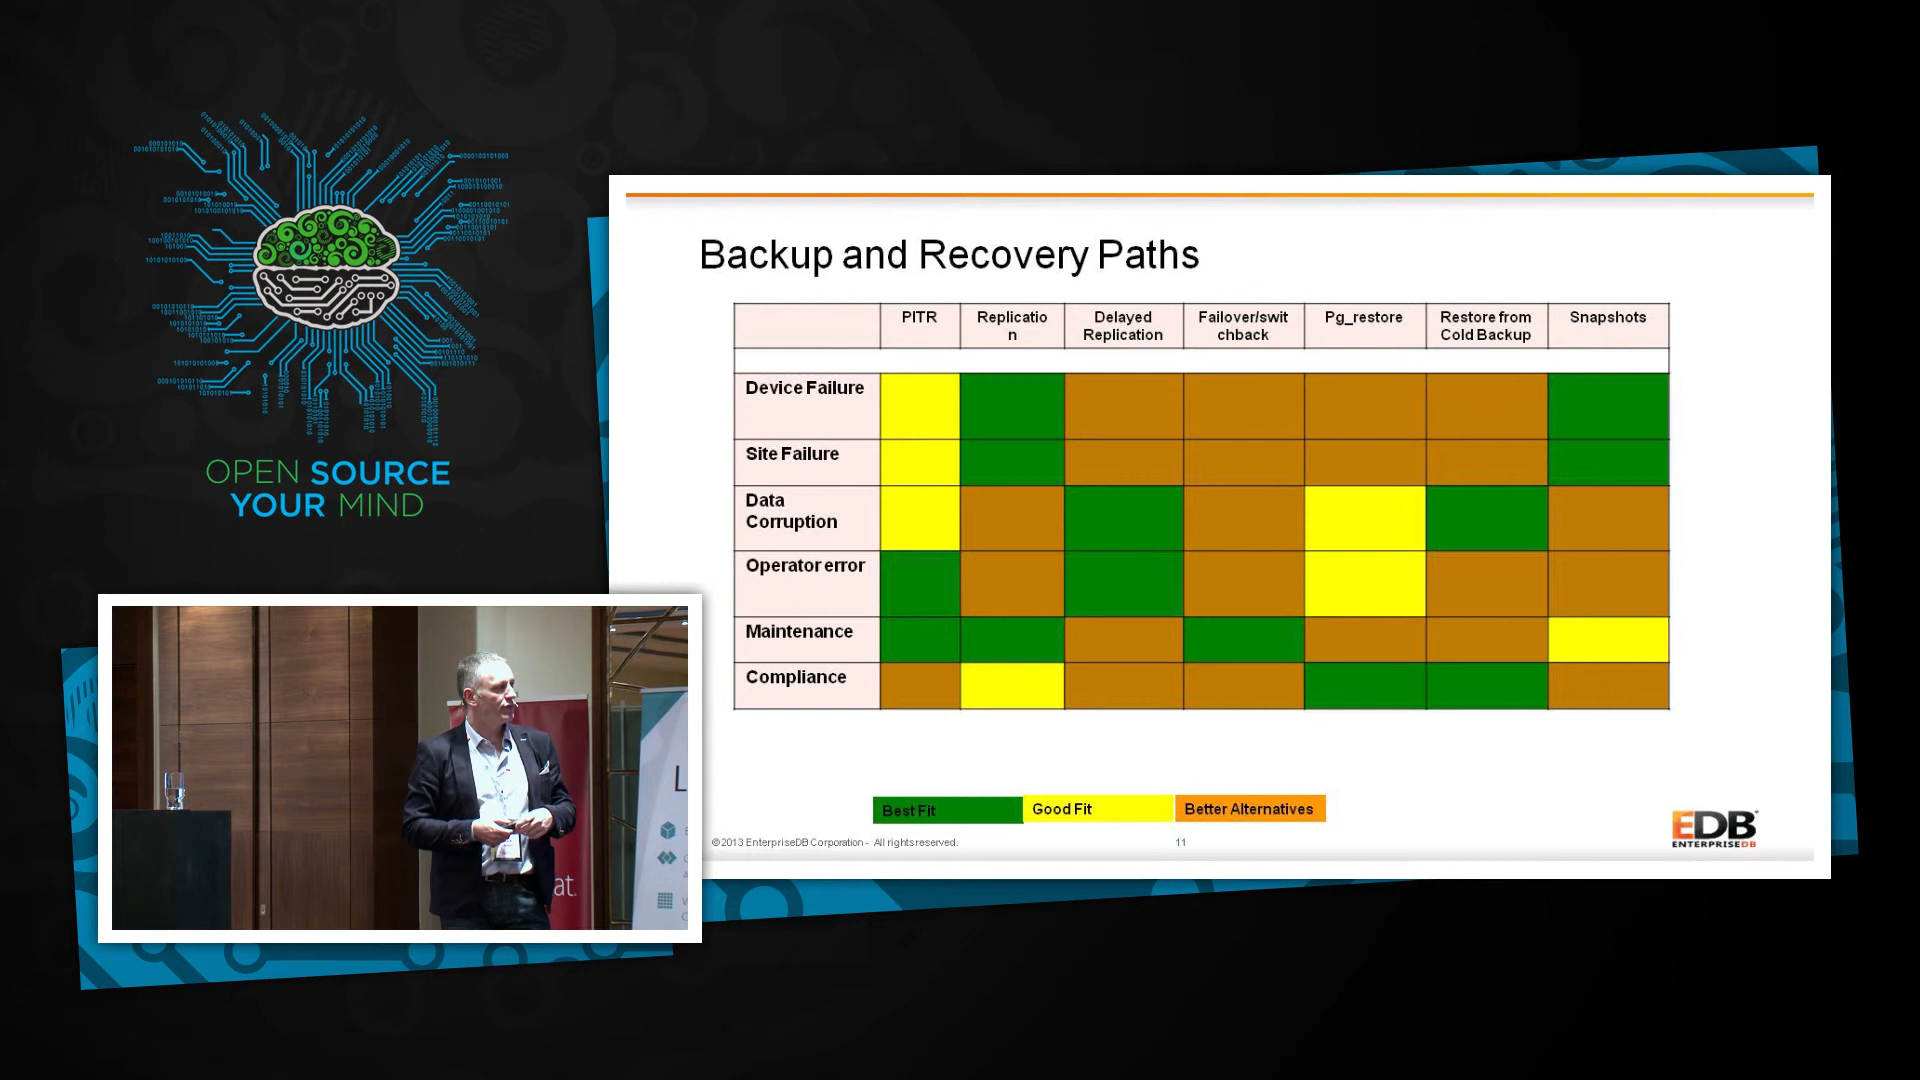 OPEN SOURCE
YOUR MIND
Backup and Recovery Paths
PITR
Replicatio
n
Delayed
Replication
Failover/swit
chback
Pg_restore
Restore from
Cold Backup
Snapshots
Device Failure
Site Failure
Data
Corruption
Operator error
Maintenance
Compliance
Best Fit
Good Fit
Better Alternatives
©2013 EnterpriseDB Corporation - All rights reserved.
11
EDB
ENTERPRISEDB
L
at.